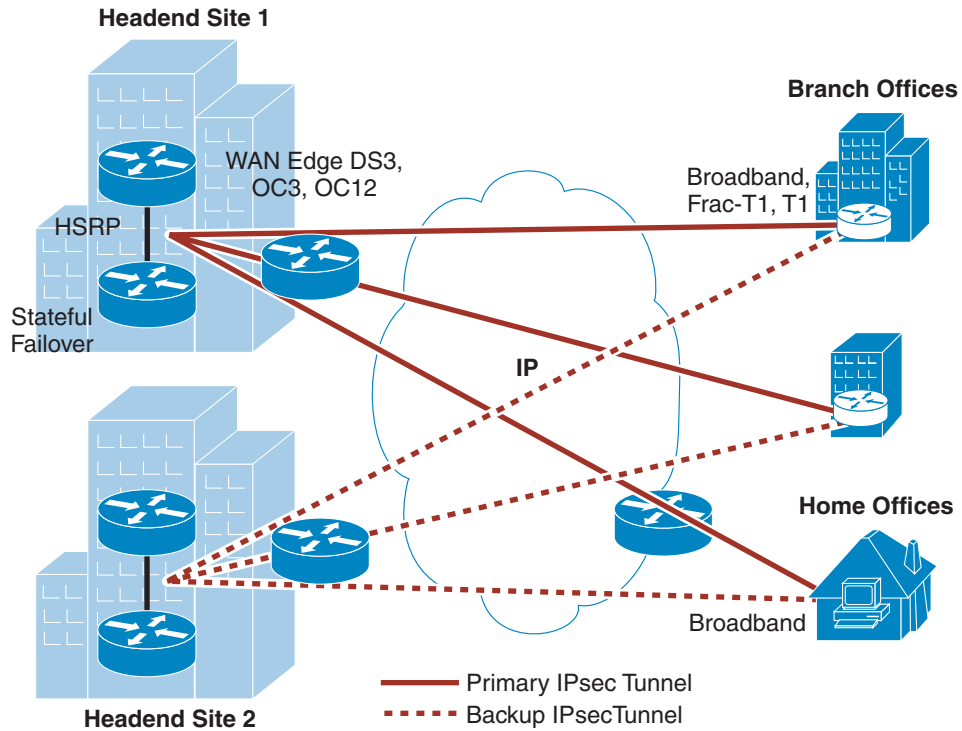 Headend Site 1
Branch Offices
WAN Edge DS3,
OC3, OC12
Broadband,
Frac-T1, T1
HSRP
Stateful
Failover
IP
Home Offices
Broadband
Primary IPsec Tunnel
Backup IPsecTunnel
Headend Site 2